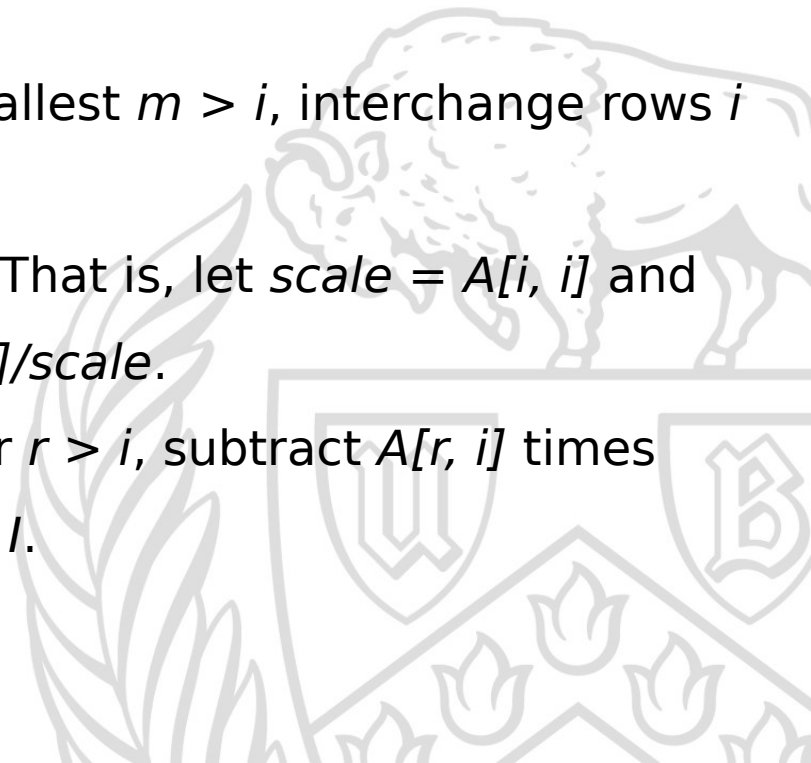 allest m > i, interchange rows i
That is, let scale = A[i, i] and
]/scale.
r r > i, subtract A[r, i] times
I.
U B